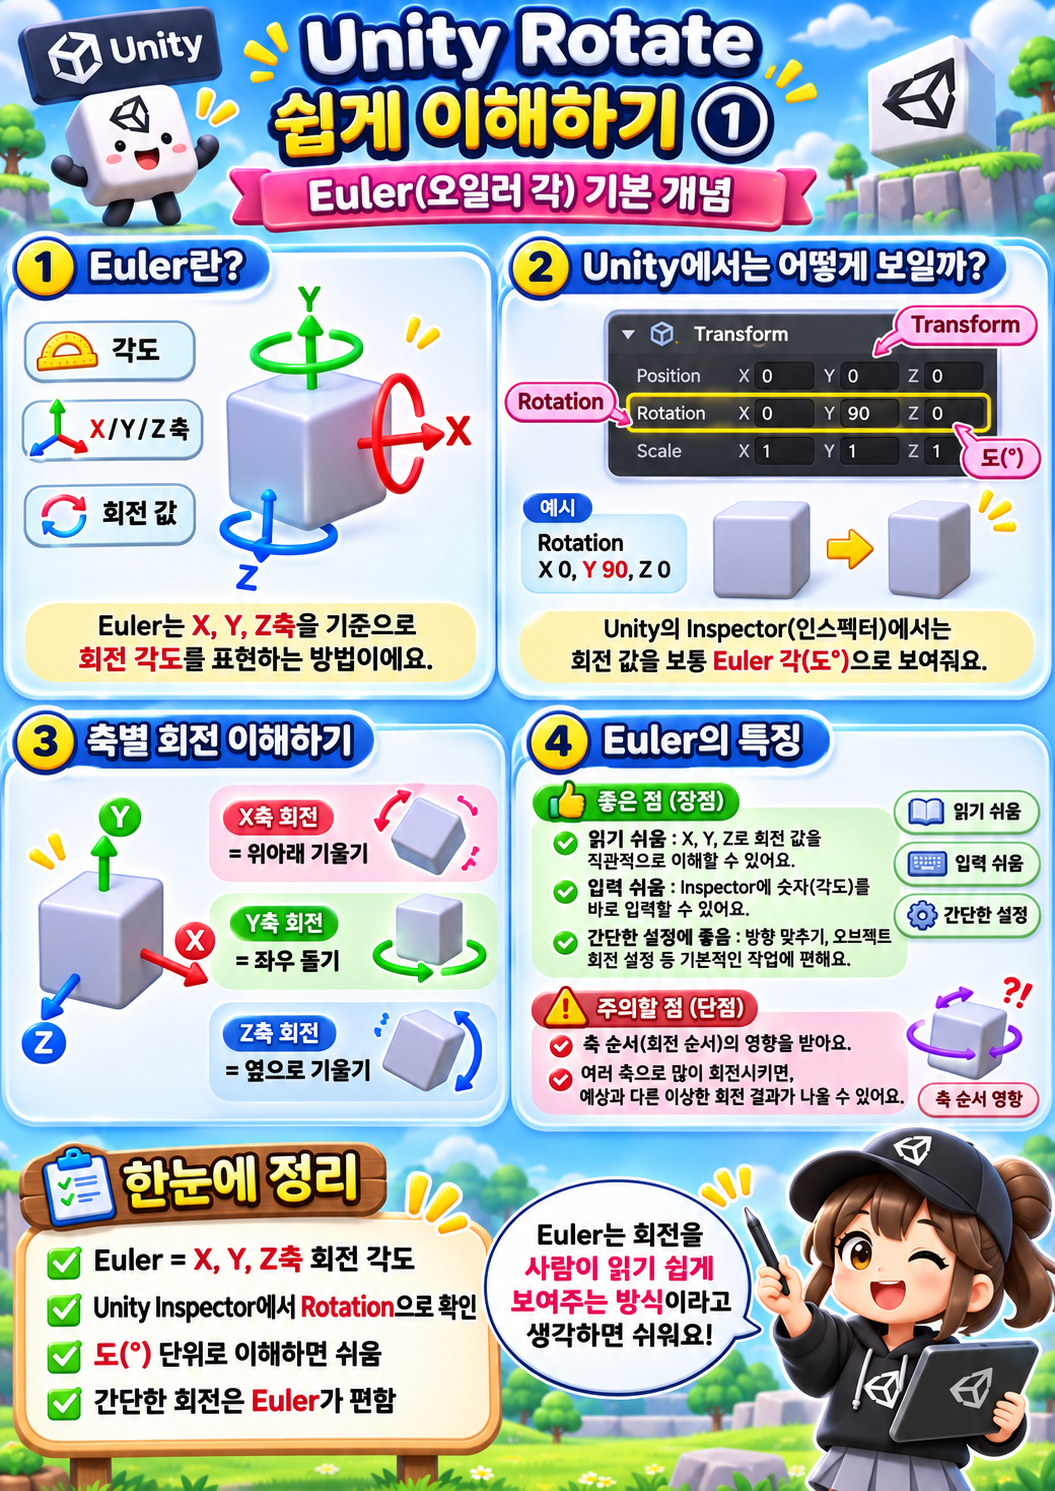 Unity
Unity Rotate
쉽게 이해하기 ①
Euler(오일러 각) 기본 개념
1 Euler란?
각도
X/Y/Z 축
회전 값
Y
X
Z
Euler는 X, Y, Z축을 기준으로
회전 각도를 표현하는 방법이에요.
2 Unity에서는 어떻게 보일까?
Transform
Transform
Position X 0 Y 0 Z 0
Rotation
Rotation X 0 Y 90 Z 0
Scale X 1 Y 1 Z 1
도(°)
예시
Rotation
X 0, Y 90, Z 0
Unity의 Inspector(인스펙터)에서는
회전 값을 보통 Euler 각(도°)으로 보여줘요.
3 축별 회전 이해하기
Y
X
Z
X축 회전
= 위아래 기울기
Y축 회전
= 좌우 돌기
Z축 회전
= 옆으로 기울기
4 Euler의 특징
좋은 점 (장점)
읽기 쉬움 : X, Y, Z로 회전 값을
직관적으로 이해할 수 있어요.
입력 쉬움 : Inspector에 숫자(각도)를
바로 입력할 수 있어요.
간단한 설정에 좋음 : 방향 맞추기, 오브젝트
회전 설정 등 기본적인 작업에 편해요.
읽기 쉬움
입력 쉬움
간단한 설정
주의할 점 (단점)
축 순서(회전 순서)의 영향을 받아요.
여러 축으로 많이 회전시키면,
예상과 다른 이상한 회전 결과가 나올 수 있어요.
?!
축 순서 영향
한눈에 정리
Euler = X, Y, Z축 회전 각도
Unity Inspector에서 Rotation으로 확인
도(°) 단위로 이해하면 쉬움
간단한 회전은 Euler가 편함
Euler는 회전을
사람이 읽기 쉽게
보여주는 방식이라고
생각하면 쉬워요!